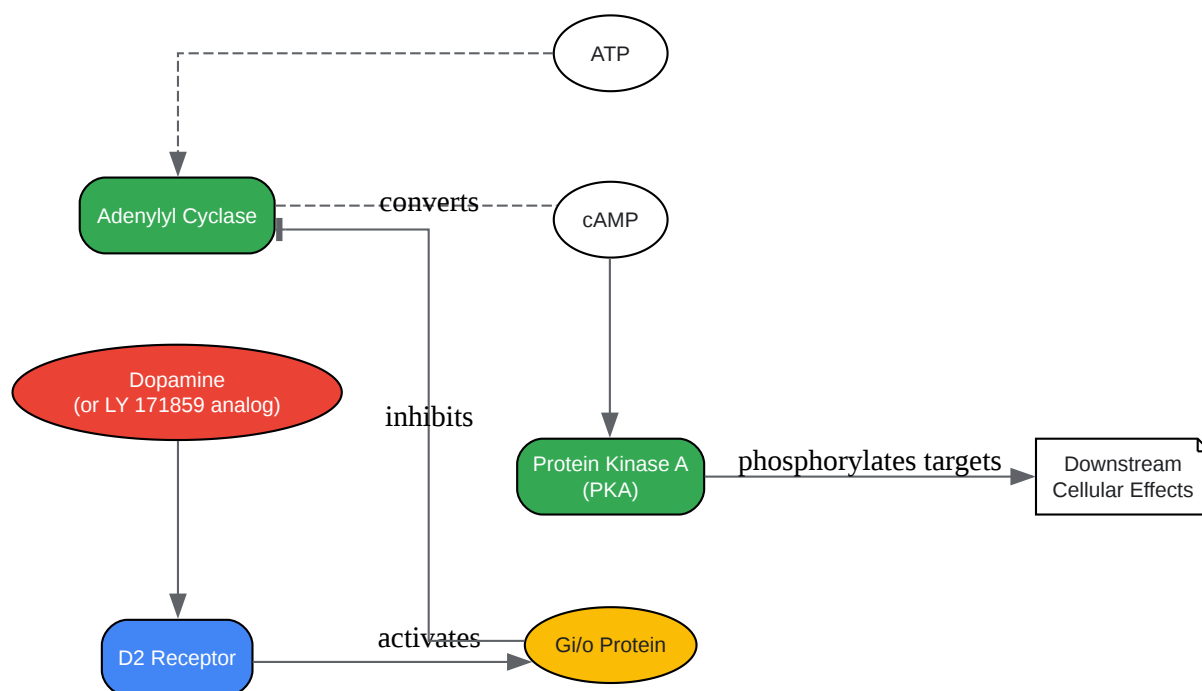 ATP
Adenylyl Cyclase
converts
cAMP
Dopamine
(or LY 171859 analog)
inhibits
Protein Kinase A
(PKA)
phosphorylates targets
Downstream
Cellular Effects
D2 Receptor
activates
Gi/o Protein